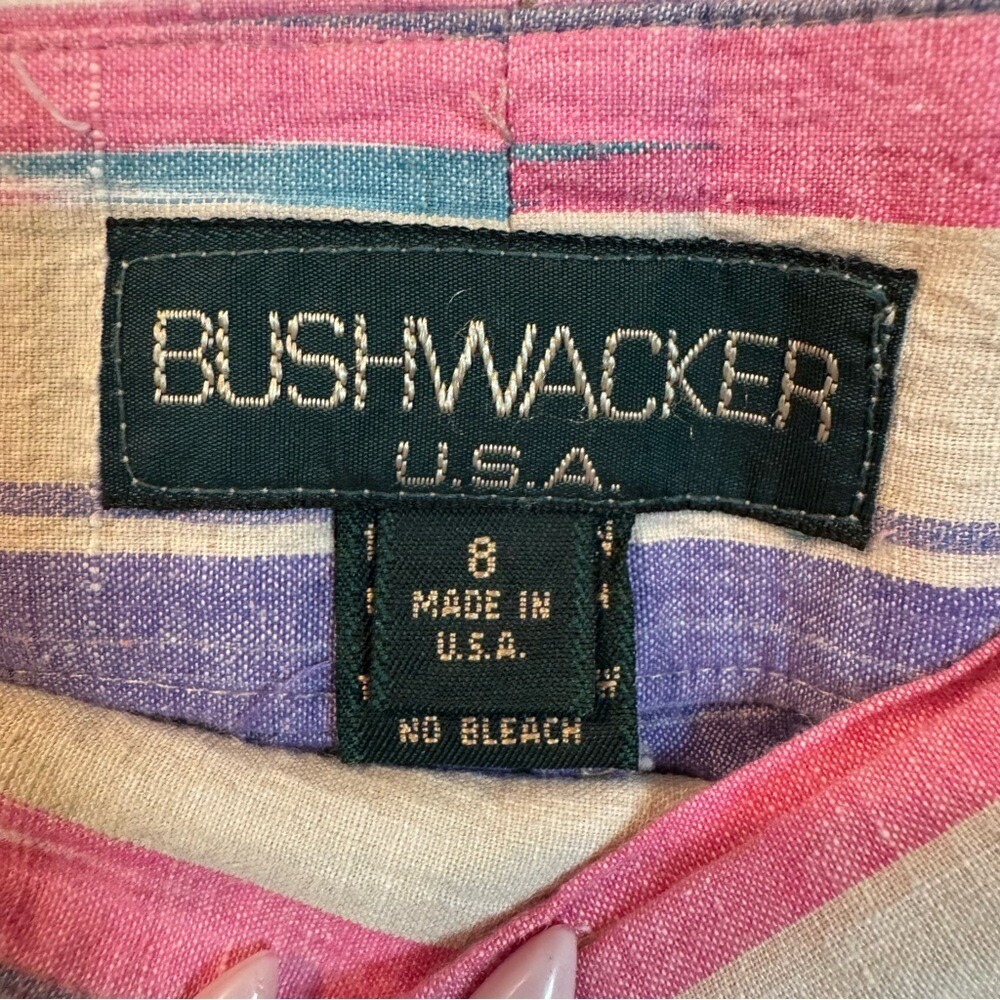 BUSHWACKER
U.S.A.
8
MADE IN
U.S.A.
NO BLEACH